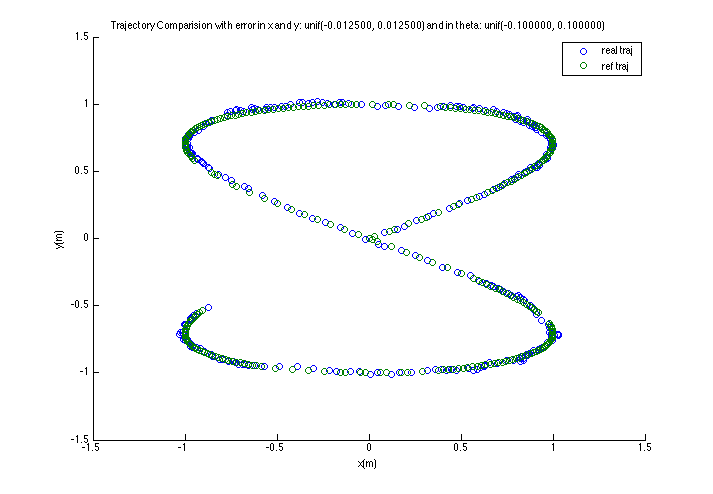 Trajectory Comparision with error in x and y: unif(-0.012500, 0.012500) and in theta: unif(-0.100000, 0.100000)
real traj
ref traj
1.5
1
0.5
0
-0.5
-1
-1.5
y(m)
-1.5
-1
-0.5
0
0.5
1
1.5
x(m)